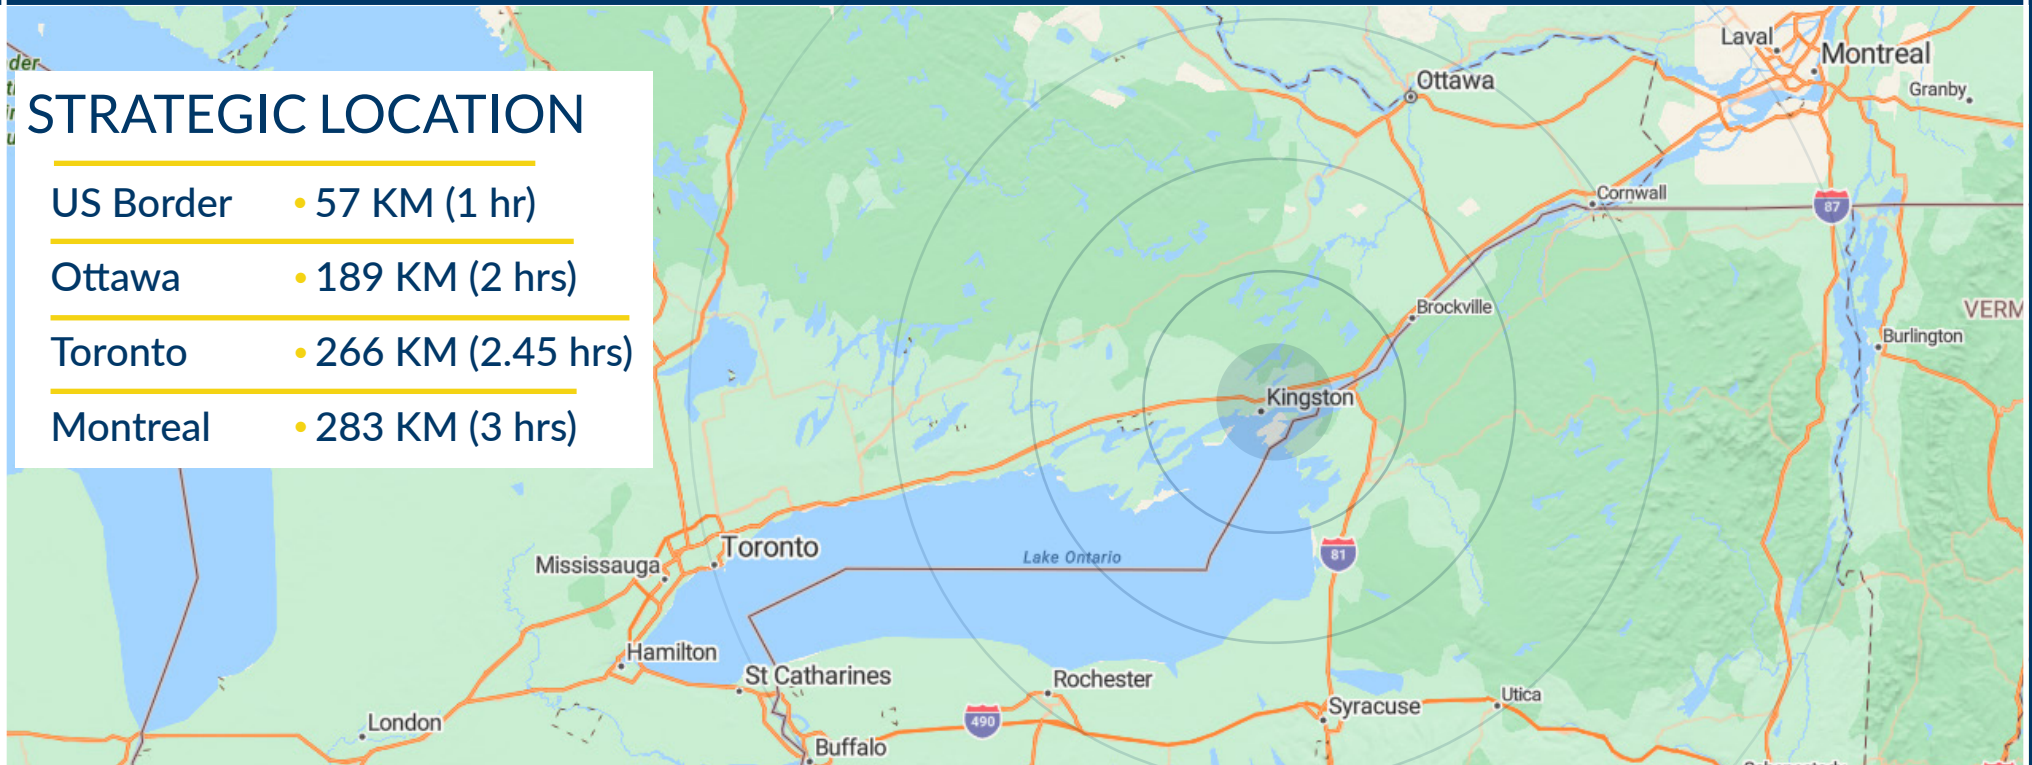 STRATEGIC LOCATION
US Border • 57 KM (1 hr)
Ottawa • 189 KM (2 hrs)
Toronto • 266 KM (2.45 hrs)
Montreal • 283 KM (3 hrs)
der
Laval
Montreal
Ottawa
Granby
Cornwall
87
Brockville
VERM
Burlington
Kingston
Toronto
Lake Ontario
81
Mississauga
Hamilton
St Catharines
Rochester
Utica
Syracuse
London
490
Buffalo